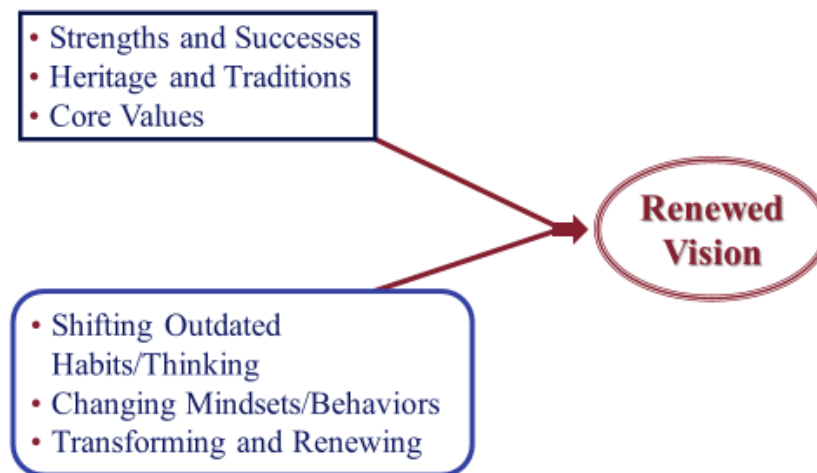 • Strengths and Successes
• Heritage and Traditions
• Core Values
Renewed
Vision
• Shifting Outdated
Habits/Thinking
• Changing Mindsets/Behaviors
• Transforming and Renewing